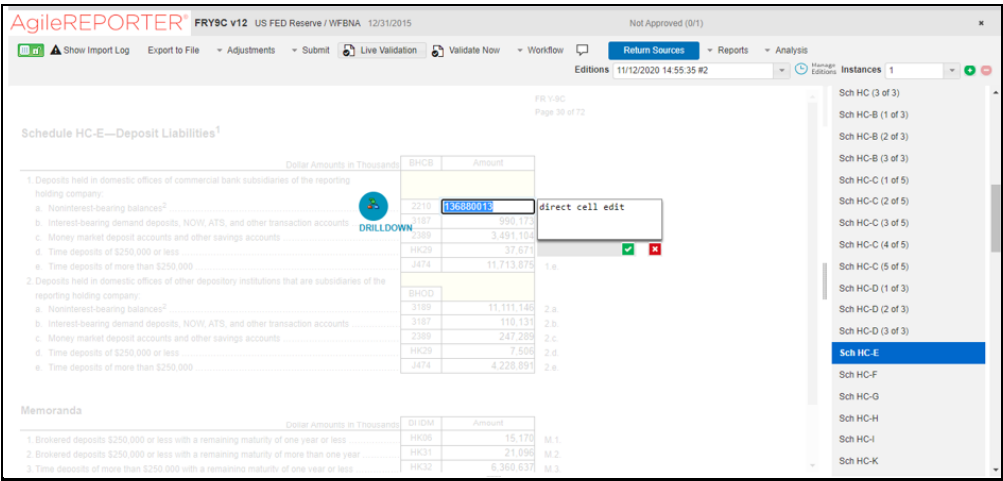 AgileREPORTER® FRY9C v12 US FED Reserve / WFBNA 12/31/2015 Not Approved (0/1)
Show Import Log Export to File Adjustments Submit Live Validation Validate Now Workflow Return Sources Reports Analysis
Editions 11/12/2020 14:55:35 #2 Manage Editions Instances 1
FR Y-9C
Page 38 of 72
Schedule HC-E—Deposit Liabilities1
Dollar Amounts in Thousands BHCB Amount
1. Deposits held in domestic offices of commercial bank subsidiaries of the reporting
holding company:
a. Noninterest-bearing balances2 2210 136880013 direct cell edit
b. Interest-bearing demand deposits, NOW, ATS, and other transaction accounts 3187 950,173
DRILLDOWN
c. Money market deposit accounts and other savings accounts 2389 3,491,104
d. Time deposits of $250,000 or less HK29 37,671
e. Time deposits of more than $250,000 J474 11,713,875 1.e.
2. Deposits held in domestic offices of other depository institutions that are subsidiaries of the
reporting holding company: BHOD
a. Noninterest-bearing balances2 3189 11,111,146 2.a.
b. Interest-bearing demand deposits, NOW, ATS, and other transaction accounts 3187 110,131 2.b.
c. Money market deposit accounts and other savings accounts 2389 247,289 2.c.
d. Time deposits of $250,000 or less HK29 7,506 2.d.
e. Time deposits of more than $250,000 J474 4,228,891 2.e.
Memoranda
Dollar Amounts in Thousands Amount
1. Brokered deposits $250,000 or less with a remaining maturity of one year or less HK06 15,170 M.1.
2. Brokered deposits $250,000 or less with a remaining maturity of more than one year HK31 21,096 M.2.
3. Time deposits of more than $250,000 with a remaining maturity of one year or less HK32 6,360,637 M.3.
Sch HC (3 of 3)
Sch HC-B (1 of 3)
Sch HC-B (2 of 3)
Sch HC-B (3 of 3)
Sch HC-C (1 of 5)
Sch HC-C (2 of 5)
Sch HC-C (3 of 5)
Sch HC-C (4 of 5)
Sch HC-C (5 of 5)
Sch HC-D (1 of 3)
Sch HC-D (2 of 3)
Sch HC-D (3 of 3)
Sch HC-E
Sch HC-F
Sch HC-G
Sch HC-H
Sch HC-I
Sch HC-K